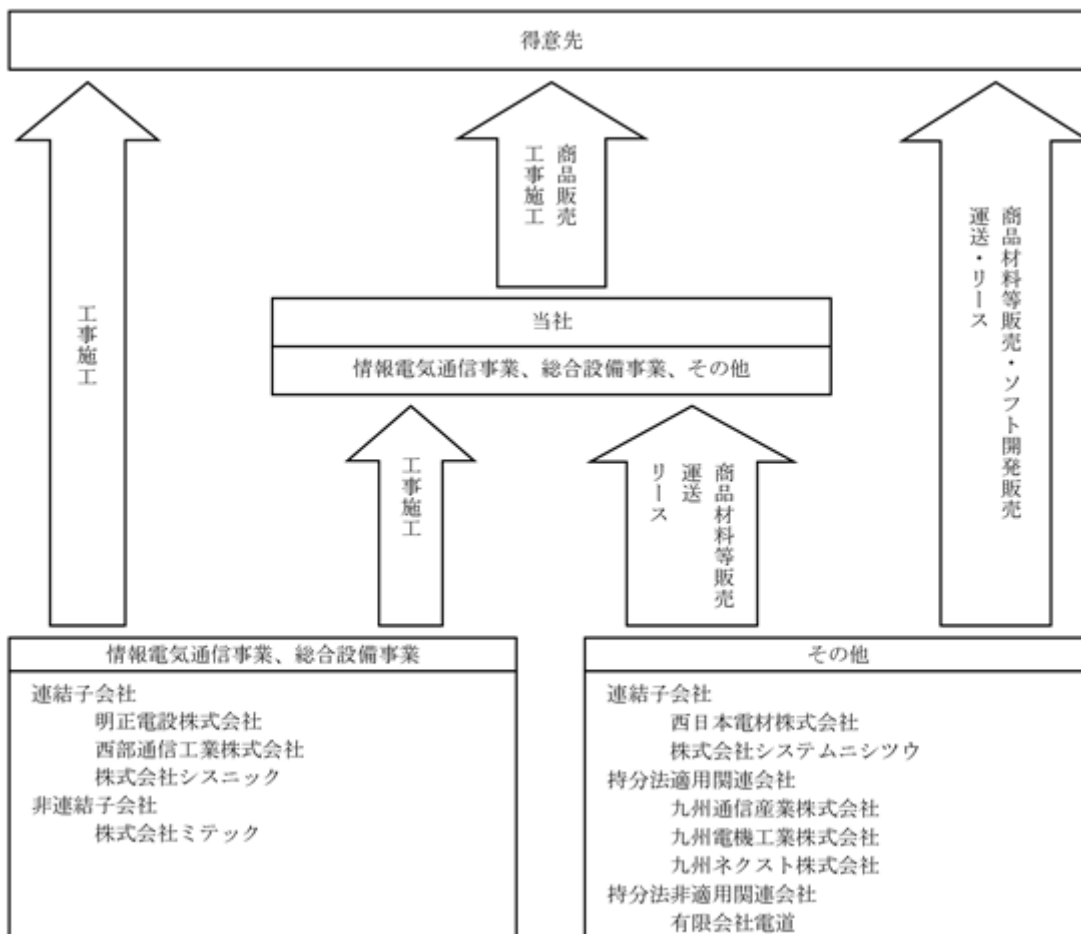 得意先
工事施工
商品販売
工事施工
商品材料等販売・ソフト開発販売
運送・リース
当社
情報電気通信事業、総合設備事業、その他
工事施工
商品材料等販売
運送
リース
情報電気通信事業、総合設備事業
連結子会社
明正電設株式会社
西部通信工業株式会社
株式会社シスニック
非連結子会社
株式会社ミテック
その他
連結子会社
西日本電材株式会社
株式会社システムニシツウ
持分法適用関連会社
九州通信産業株式会社
九州電機工業株式会社
九州ネクスト株式会社
持分法非適用関連会社
有限会社電道